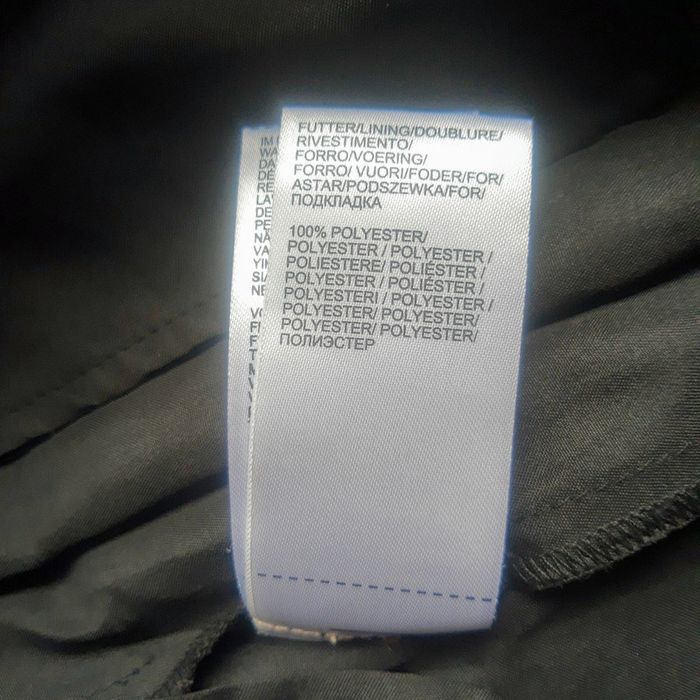 FUTTER/LINING/DOUBLURE/
RIVESTIMENTO/
FORRO/VOERING/
FORRO/ VUORI/FODER/FOR/
ASTAR/PODSZEWKA/FOR/
ПОДКЛАДКА
100% POLYESTER/
POLYESTER / POLYESTER /
POLIESTERE/ POLIÉSTER /
POLYESTER / POLIÉSTER /
POLYESTERI / POLYESTER /
POLYESTER/ POLYESTER/
POLYESTER/ POLYESTER/
ПОЛИЭСТЕР